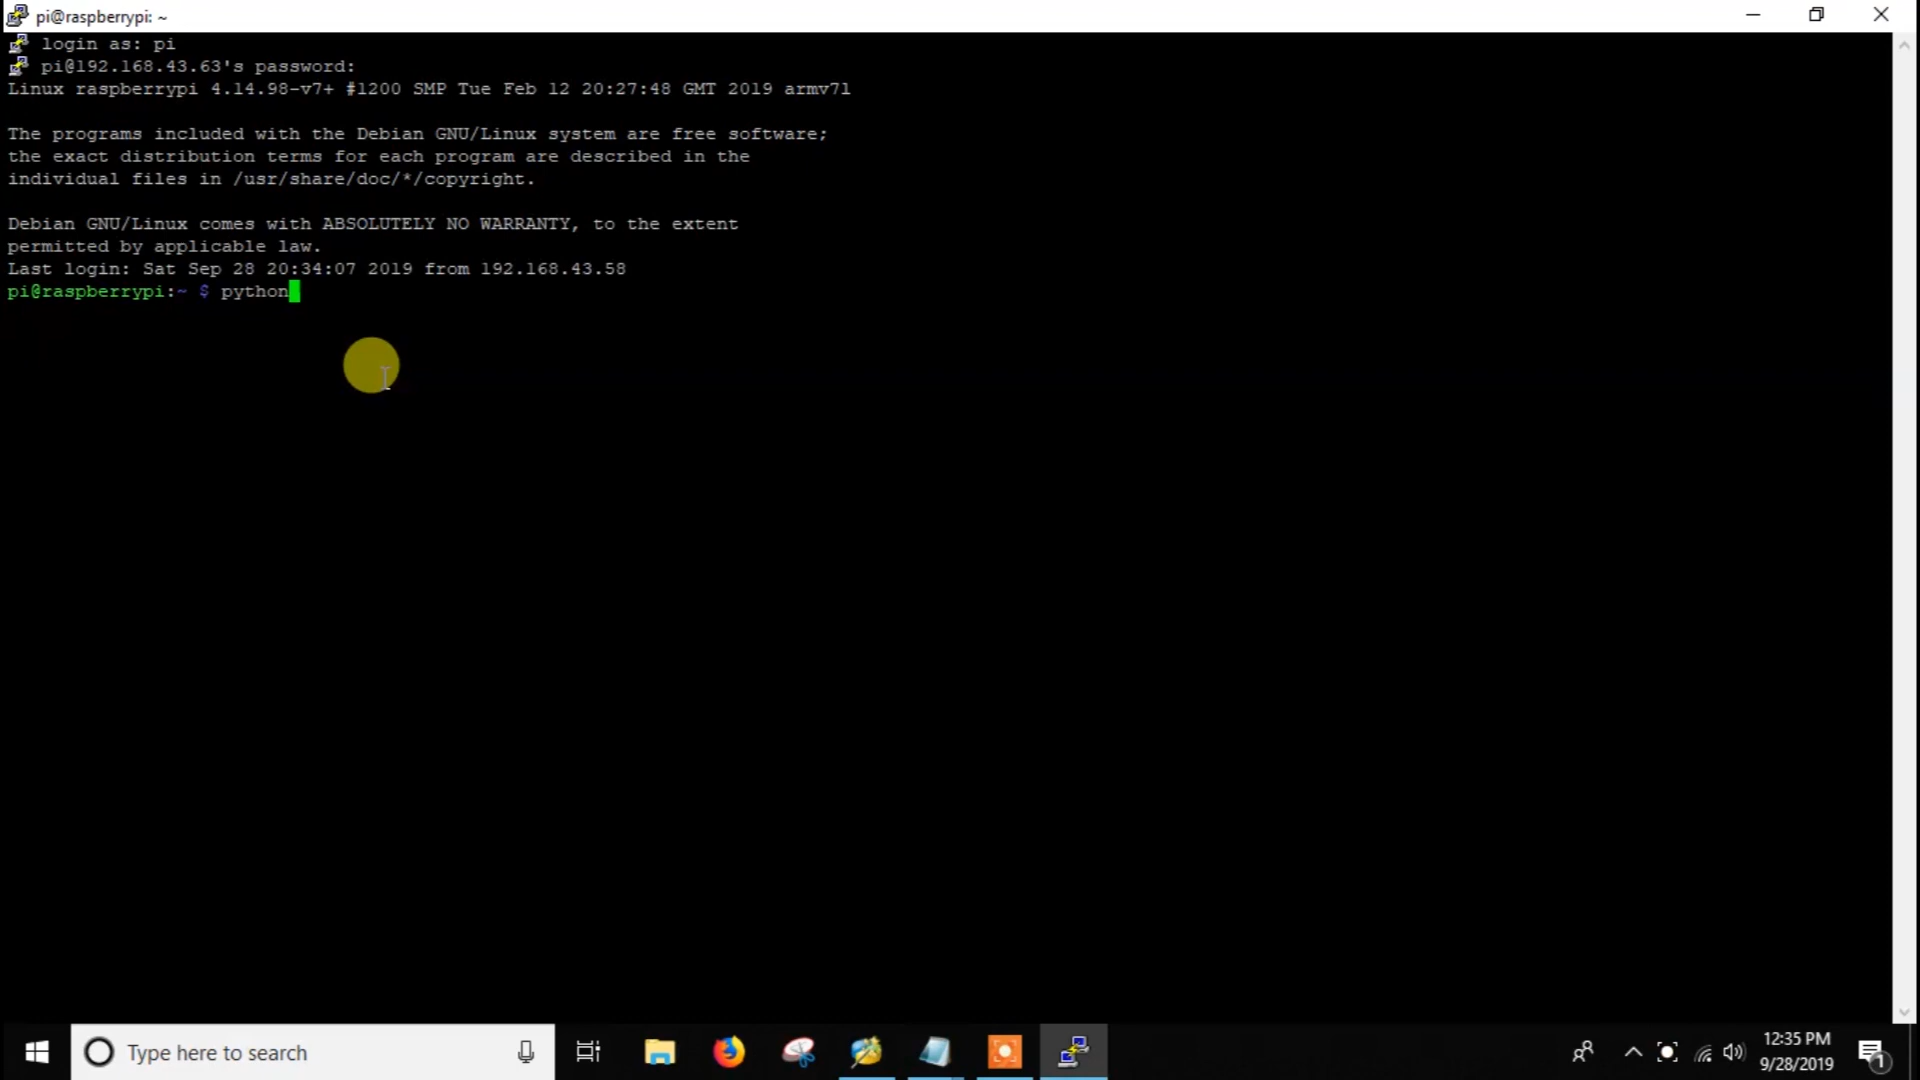 pi@raspberrypi: ~
login as: pi
pi@192.168.43.63's password:
Linux raspberrypi 4.14.98-v7+ #1200 SMP Tue Feb 12 20:27:48 GMT 2019 armv7l
The programs included with the Debian GNU/Linux system are free software;
the exact distribution terms for each program are described in the
individual files in /usr/share/doc/*/copyright.
Debian GNU/Linux comes with ABSOLUTELY NO WARRANTY, to the extent
permitted by applicable law.
Last login: Sat Sep 28 20:34:07 2019 from 192.168.43.58
pi@raspberrypi:~ $ python
Type here to search
12:35 PM
9/28/2019
1